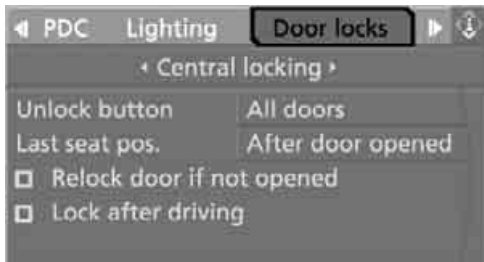 PDC Lighting Door locks
Central locking
Unlock button All doors
Last seat pos. After door opened
Relock door if not opened
Lock after driving